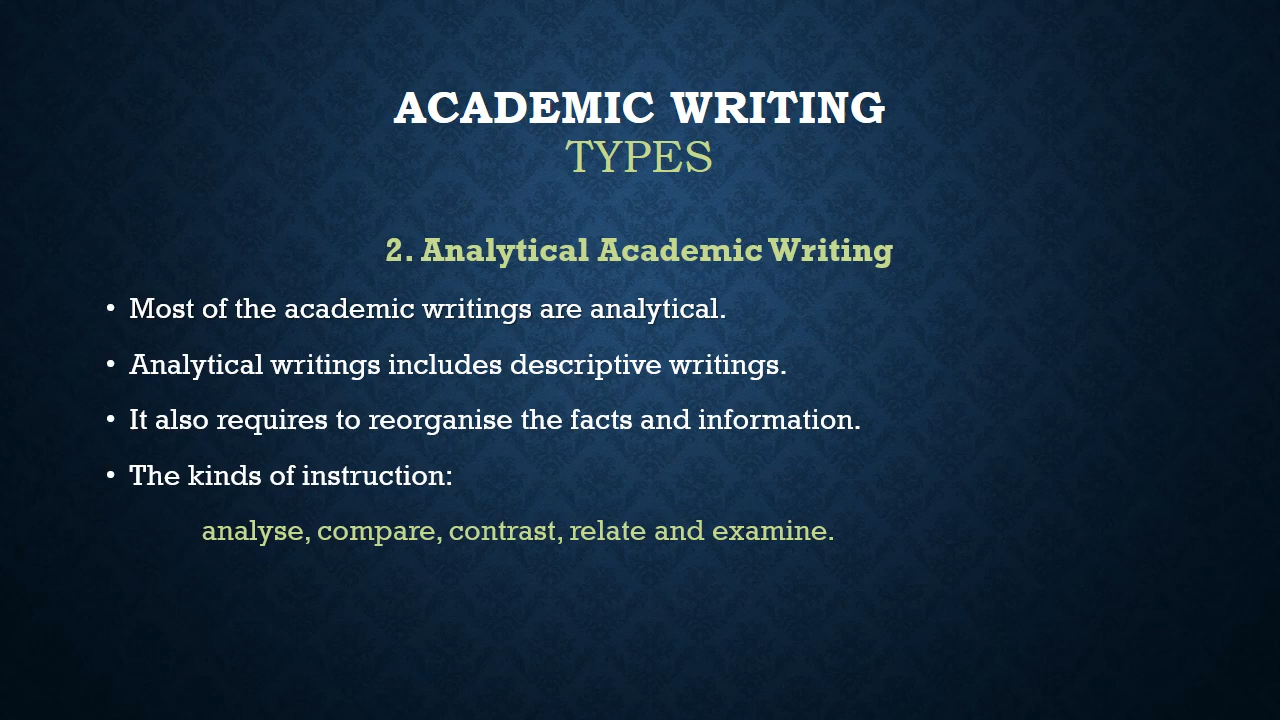 ACADEMIC WRITING
TYPES
2. Analytical Academic Writing
• Most of the academic writings are analytical.
• Analytical writings includes descriptive writings.
• It also requires to reorganise the facts and information.
• The kinds of instruction:
analyse, compare, contrast, relate and examine.